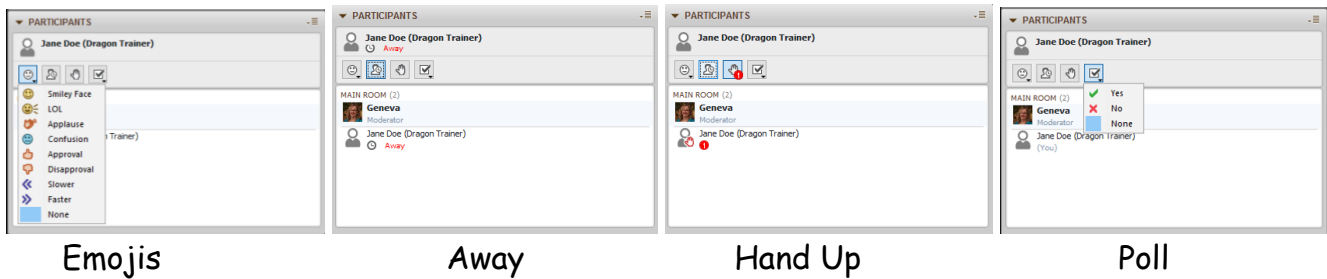 PARTICIPANTS
Jane Doe (Dragon Trainer)
Smiley Face
LOL
Applause
Confusion
Trainer)
Approval
Disapproval
Slower
Faster
None
PARTICIPANTS
Jane Doe (Dragon Trainer)
Away
MAIN ROOM (2)
Geneva
Moderator
Jane Doe (Dragon Trainer)
Away
PARTICIPANTS
Jane Doe (Dragon Trainer)
1
MAIN ROOM (2)
Geneva
Moderator
Jane Doe (Dragon Trainer)
1
PARTICIPANTS
Jane Doe (Dragon Trainer)
MAIN ROOM (2)
Geneva
Moderator
Jane Doe (Dragon Trainer)
(You)
Yes
No
None
Emojis
Away
Hand Up
Poll